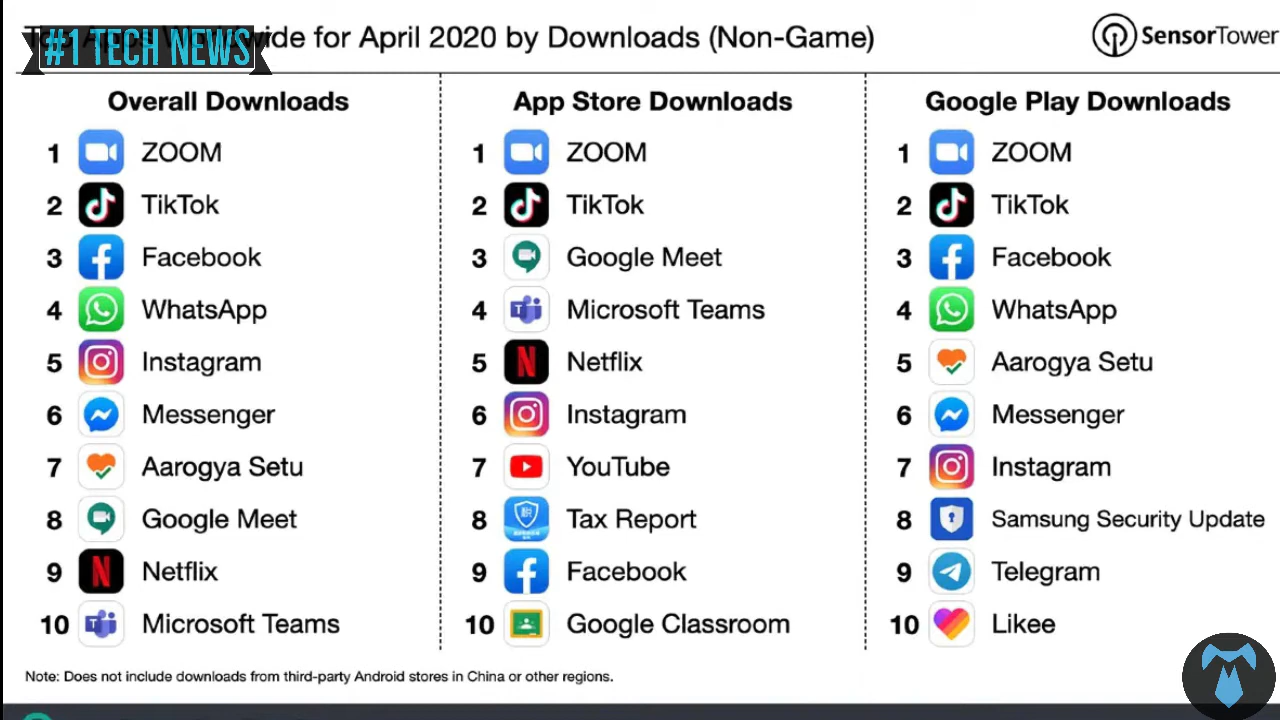 #1 TECH NEWS
wide for April 2020 by Downloads (Non-Game)
SensorTower
Overall Downloads
1 ZOOM
2 TikTok
3 Facebook
4 WhatsApp
5 Instagram
6 Messenger
7 Aarogya Setu
8 Google Meet
9 Netflix
10 Microsoft Teams
App Store Downloads
1 ZOOM
2 TikTok
3 Google Meet
4 Microsoft Teams
5 Netflix
6 Instagram
7 YouTube
8 Tax Report
9 Facebook
10 Google Classroom
Google Play Downloads
1 ZOOM
2 TikTok
3 Facebook
4 WhatsApp
5 Aarogya Setu
6 Messenger
7 Instagram
8 Samsung Security Update
9 Telegram
10 Likee
Note: Does not include downloads from third-party Android stores in China or other regions.